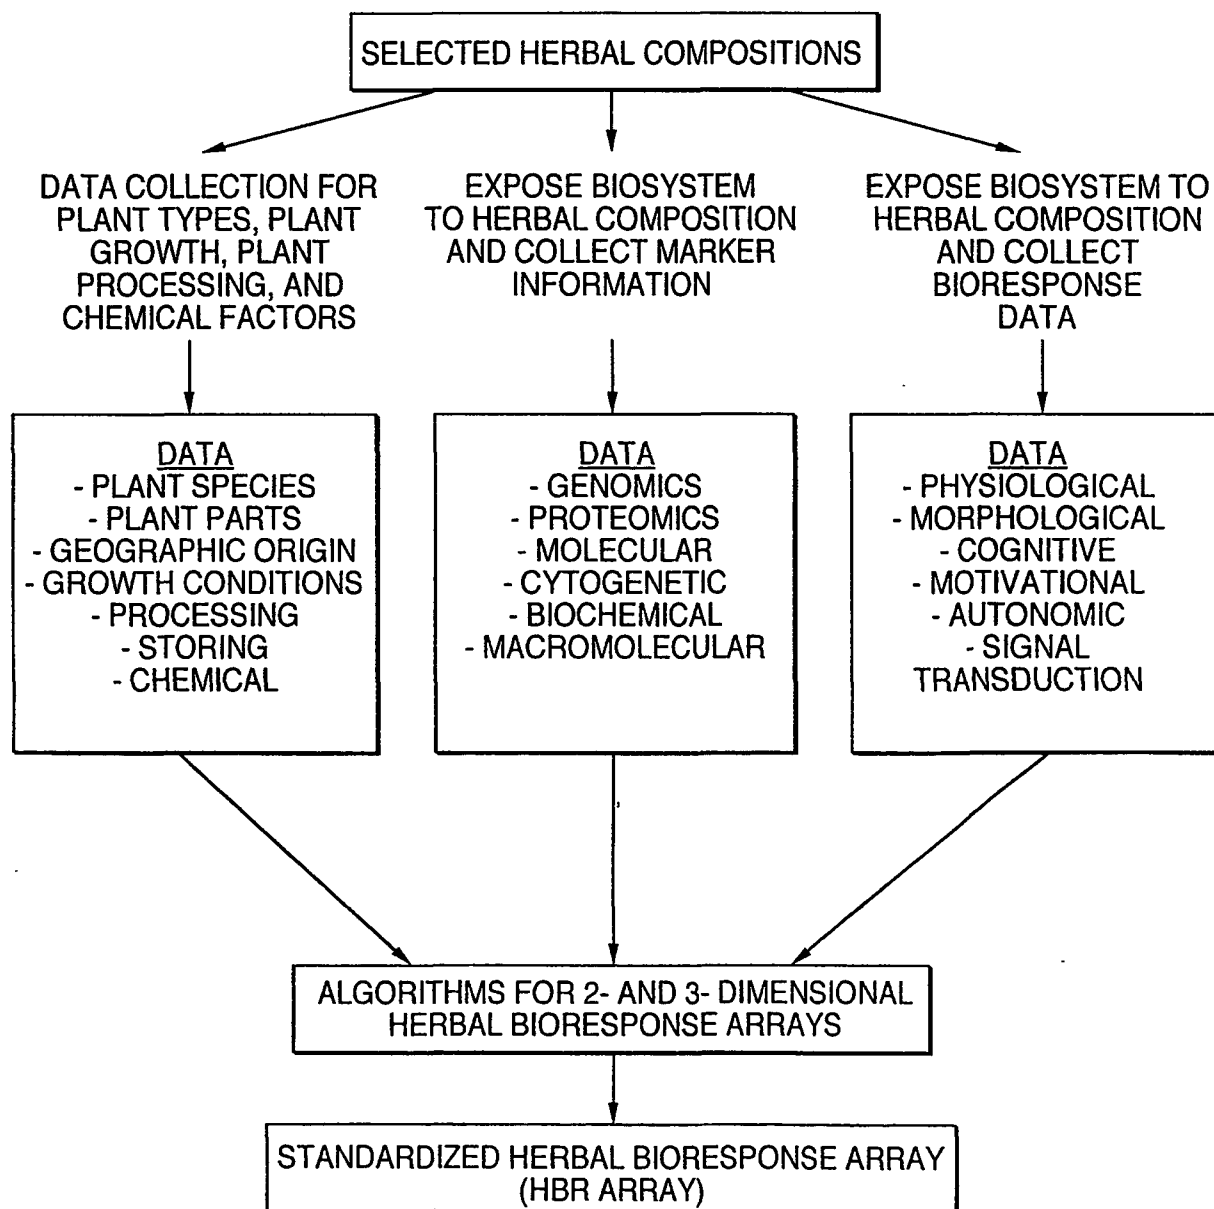 SELECTED HERBAL COMPOSITIONS
DATA COLLECTION FOR
PLANT TYPES, PLANT
GROWTH, PLANT
PROCESSING, AND
CHEMICAL FACTORS
EXPOSE BIOSYSTEM
TO HERBAL COMPOSITION
AND COLLECT MARKER
INFORMATION
EXPOSE BIOSYSTEM TO
HERBAL COMPOSITION
AND COLLECT
BIORESPONSE
DATA
DATA
- PLANT SPECIES
- PLANT PARTS
- GEOGRAPHIC ORIGIN
- GROWTH CONDITIONS
- PROCESSING
- STORING
- CHEMICAL
DATA
- GENOMICS
- PROTEOMICS
- MOLECULAR
- CYTOGENETIC
- BIOCHEMICAL
- MACROMOLECULAR
DATA
- PHYSIOLOGICAL
- MORPHOLOGICAL
- COGNITIVE
- MOTIVATIONAL
- AUTONOMIC
- SIGNAL
TRANSDUCTION
ALGORITHMS FOR 2- AND 3- DIMENSIONAL
HERBAL BIORESPONSE ARRAYS
STANDARDIZED HERBAL BIORESPONSE ARRAY
(HBR ARRAY)